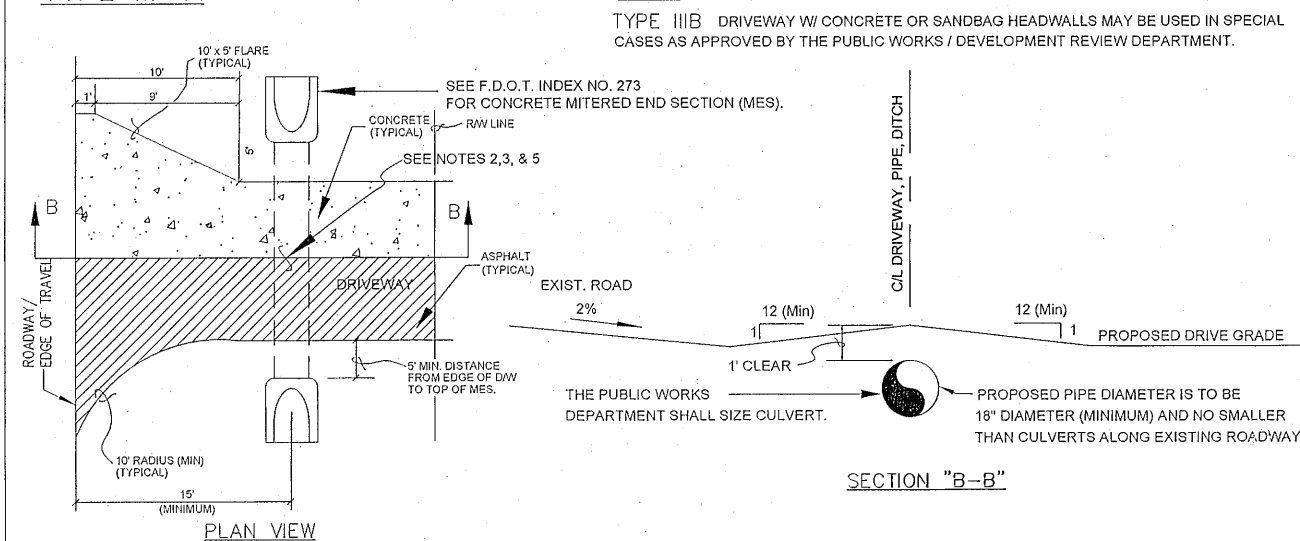 TYPE IIIB DRIVEWAY W/ CONCRETE OR SANDBAG HEADWALLS MAY BE USED IN SPECIAL
CASES AS APPROVED BY THE PUBLIC WORKS / DEVELOPMENT REVIEW DEPARTMENT.
10' x 5' FLARE
(TYPICAL)
10'
1'
9'
5'
SEE F.D.O.T. INDEX NO. 273
FOR CONCRETE MITERED END SECTION (MES).
CONCRETE
(TYPICAL)
R/W LINE
SEE NOTES 2,3, & 5
B
B
ASPHALT
(TYPICAL)
DRIVEWAY
ROADWAY/
EDGE OF TRAVEL
5' MIN. DISTANCE
FROM EDGE OF D/W
TO TOP OF MES.
10' RADIUS (MIN)
(TYPICAL)
15'
(MINIMUM)
PLAN VIEW
C/L DRIVEWAY, PIPE, DITCH
EXIST. ROAD
2%
12 (Min)
1
12 (Min)
1
PROPOSED DRIVE GRADE
1' CLEAR
THE PUBLIC WORKS
DEPARTMENT SHALL SIZE CULVERT.
PROPOSED PIPE DIAMETER IS TO BE
18" DIAMETER (MINIMUM) AND NO SMALLER
THAN CULVERTS ALONG EXISTING ROADWAY
SECTION "B-B"